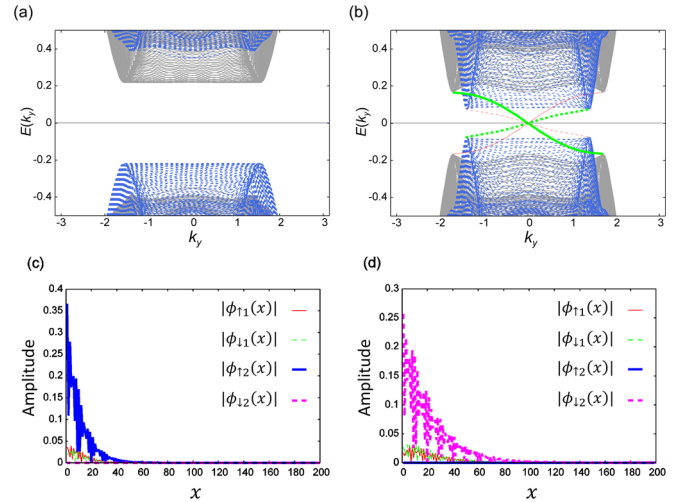 (a)
0.4
0.2
0
-0.2
-0.4
E(ky)
-3 -2 -1 0 1 2 3
ky
(b)
0.4
0.2
0
-0.2
-0.4
E(ky)
-3 -2 -1 0 1 2 3
ky
(c)
0.4
0.35
0.3
0.25
0.2
0.15
0.1
0.05
0
Amplitude
|ϕ↑1(x)|
|ϕ↓1(x)|
|ϕ↑2(x)|
|ϕ↓2(x)|
0 20 40 60 80 100 120 140 160 180 200
x
(d)
0.3
0.25
0.2
0.15
0.1
0.05
0
Amplitude
|ϕ↑1(x)|
|ϕ↓1(x)|
|ϕ↑2(x)|
|ϕ↓2(x)|
0 20 40 60 80 100 120 140 160 180 200
x